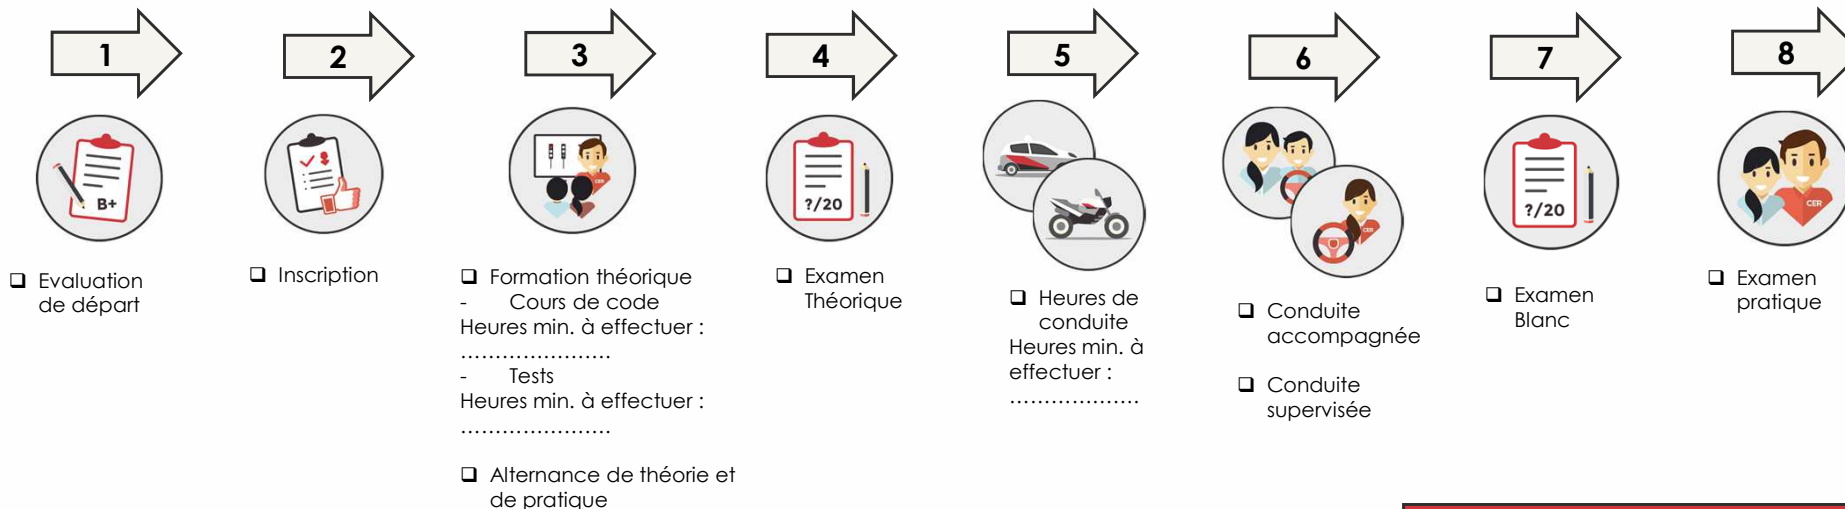 1
2
3
4
5
6
7
8
B+
CER
?/20
CER
?/20
CER
❑ Evaluation
de départ
❑ Inscription
❑ Formation théorique
- Cours de code
Heures min. à effectuer :
......................
- Tests
Heures min. à effectuer :
......................
❑ Alternance de théorie et
de pratique
❑ Examen
Théorique
❑ Heures de
conduite
Heures min. à
effectuer :
...................
❑ Conduite
accompagnée
❑ Conduite
supervisée
❑ Examen
Blanc
❑ Examen
pratique